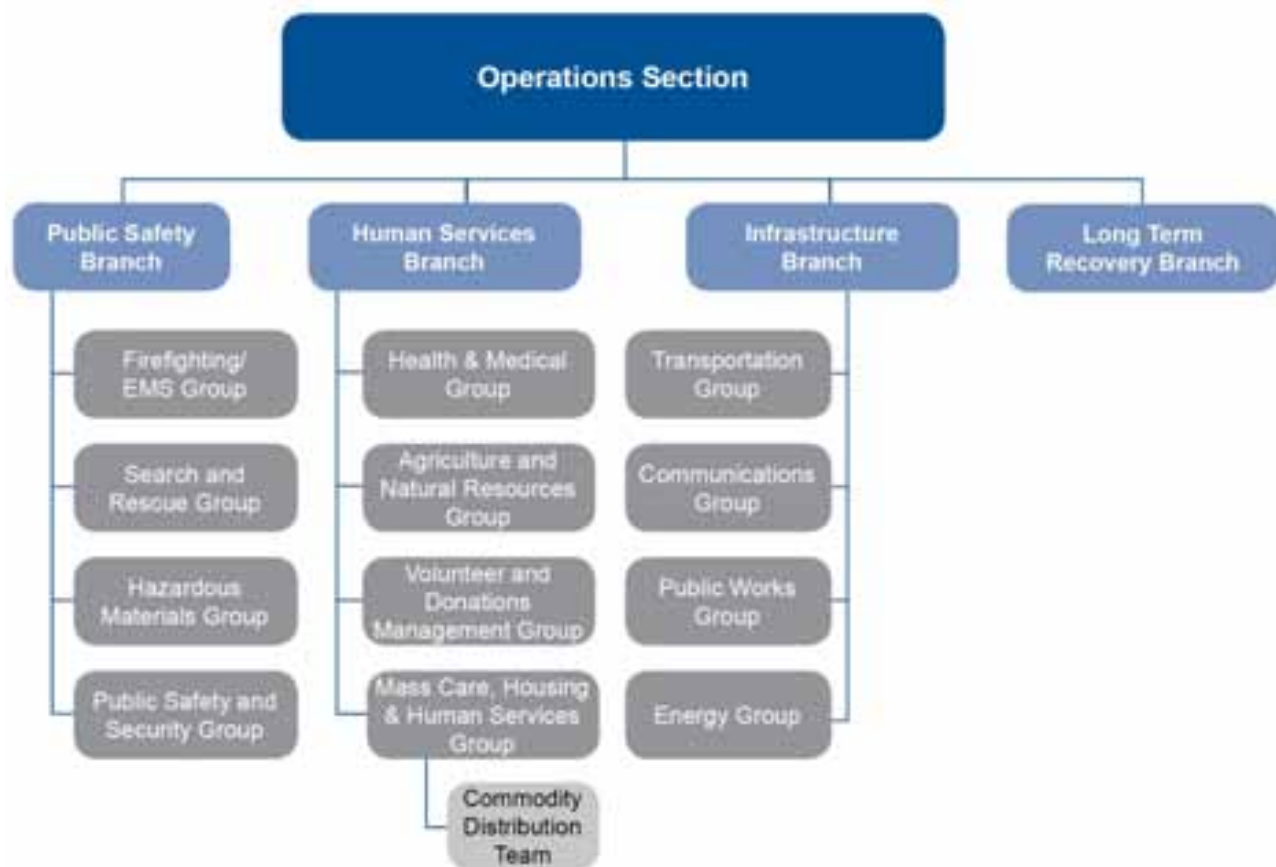 Operations Section
Public Safety
Branch
Human Services
Branch
Infrastructure
Branch
Long Term
Recovery Branch
Firefighting/
EMS Group
Search and
Rescue Group
Hazardous
Materials Group
Public Safety and
Security Group
Health & Medical
Group
Agriculture and
Natural Resources
Group
Volunteer and
Donations
Management Group
Mass Care, Housing
& Human Services
Group
Commodity
Distribution
Team
Transportation
Group
Communications
Group
Public Works
Group
Energy Group